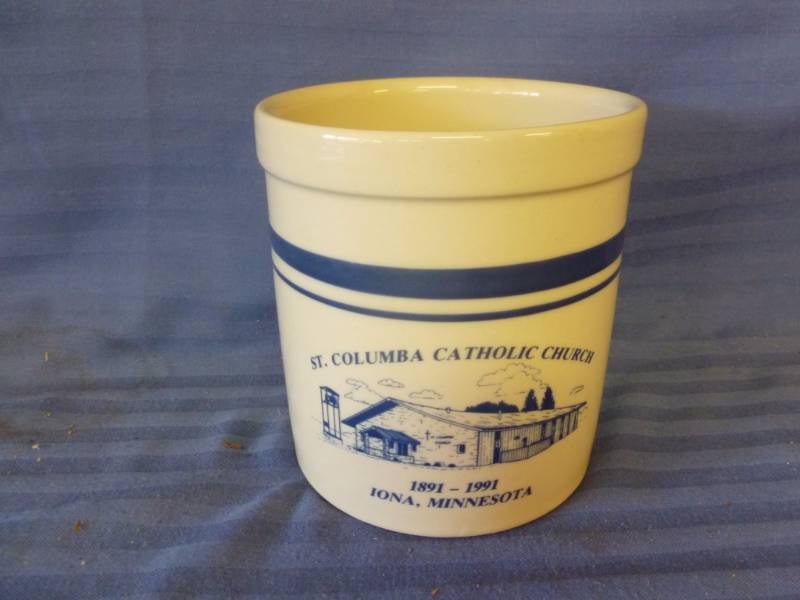 ST. COLUMBA CATHOLIC CHURCH
1891 – 1991
IONA, MINNESOTA